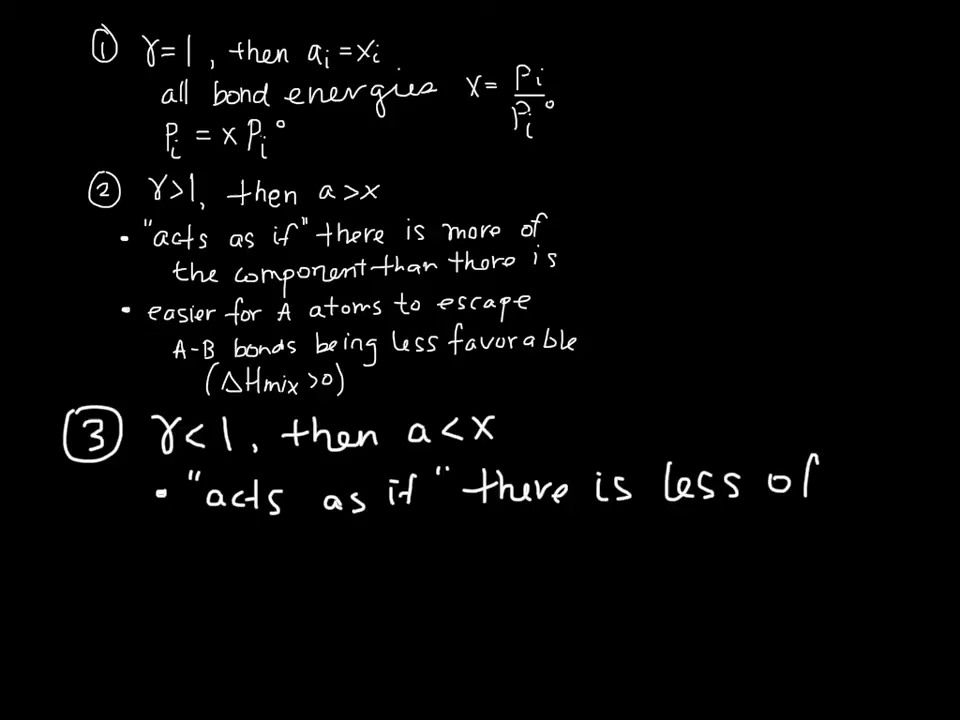 ① γ=1, then aᵢ=xᵢ
all bond energies x= Pᵢ/Pᵢ°
Pᵢ = x Pᵢ°
② γ>1, then a>x
• "acts as if" there is more of
the component than there is
• easier for A atoms to escape
A-B bonds being less favorable
(ΔHmix >0)
③ γ<1, then a<x
• "acts as if" there is less of